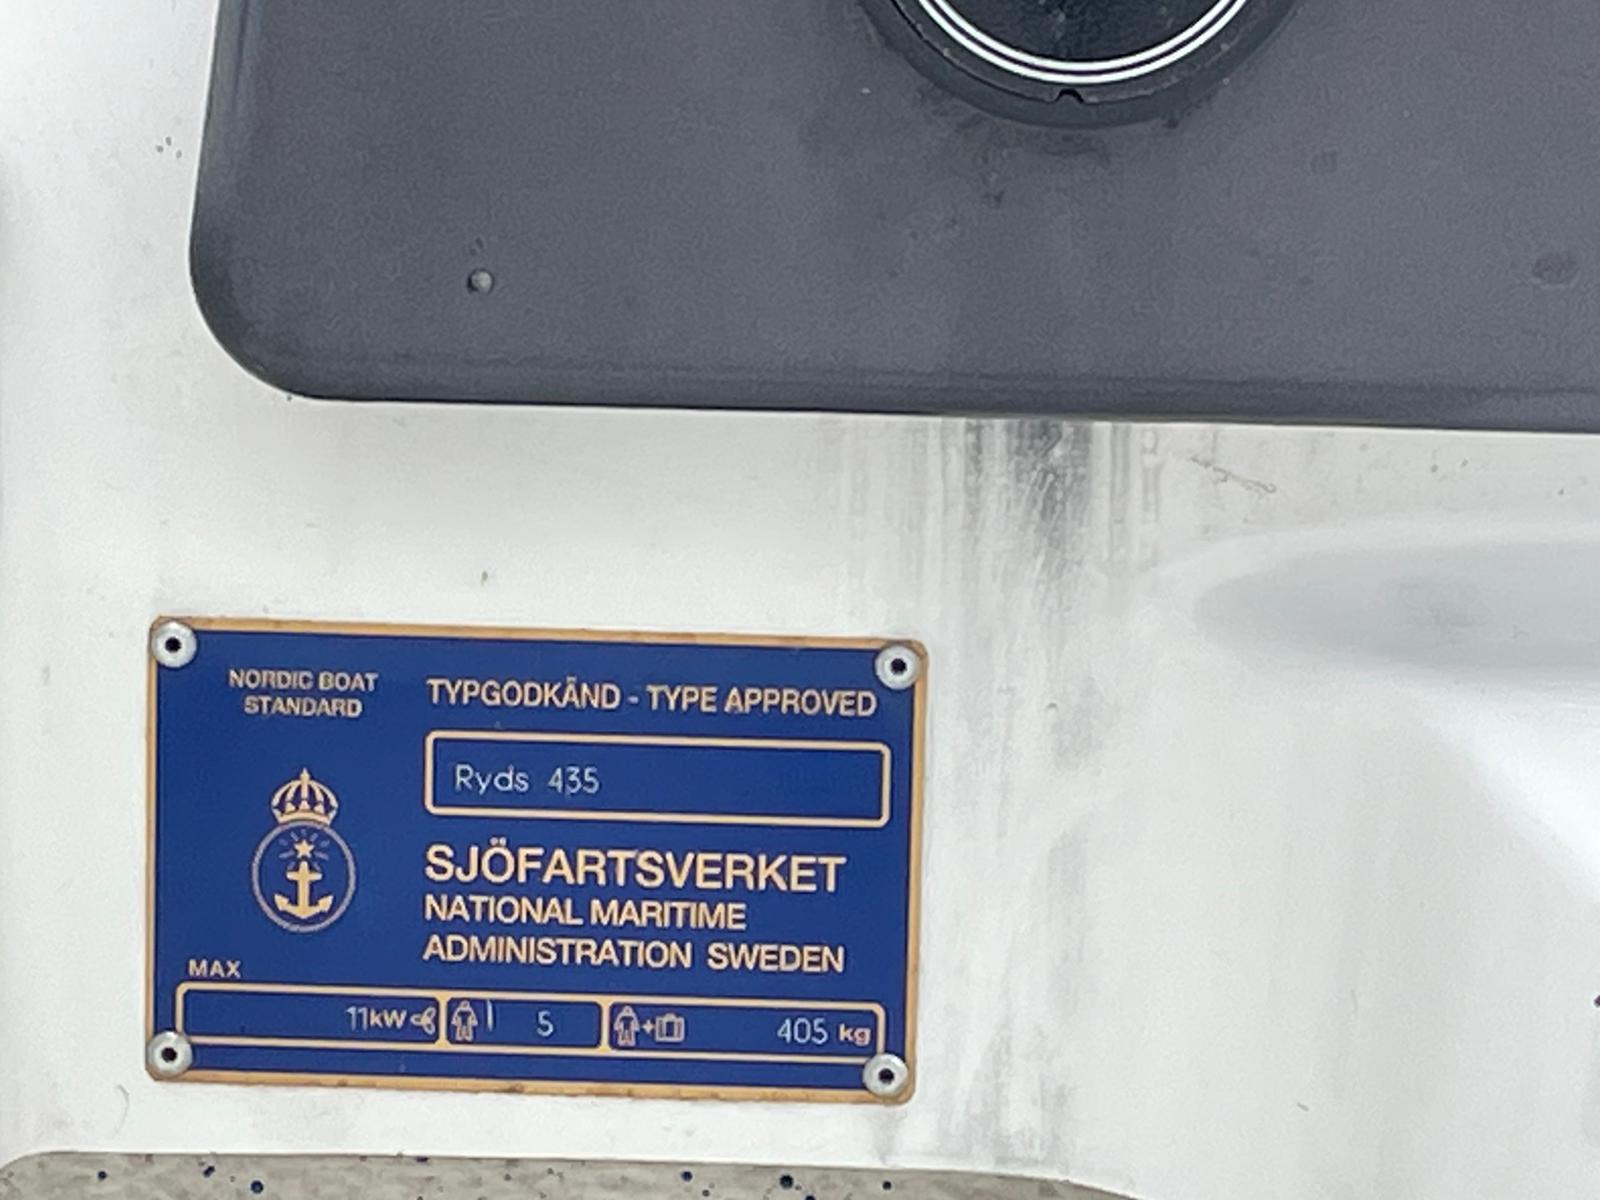 NORDIC BOAT
STANDARD
TYPGODKÄND - TYPE APPROVED
Ryds 435
SJÖFARTSVERKET
NATIONAL MARITIME
ADMINISTRATION SWEDEN
MAX
11kW
5
+
405 kg